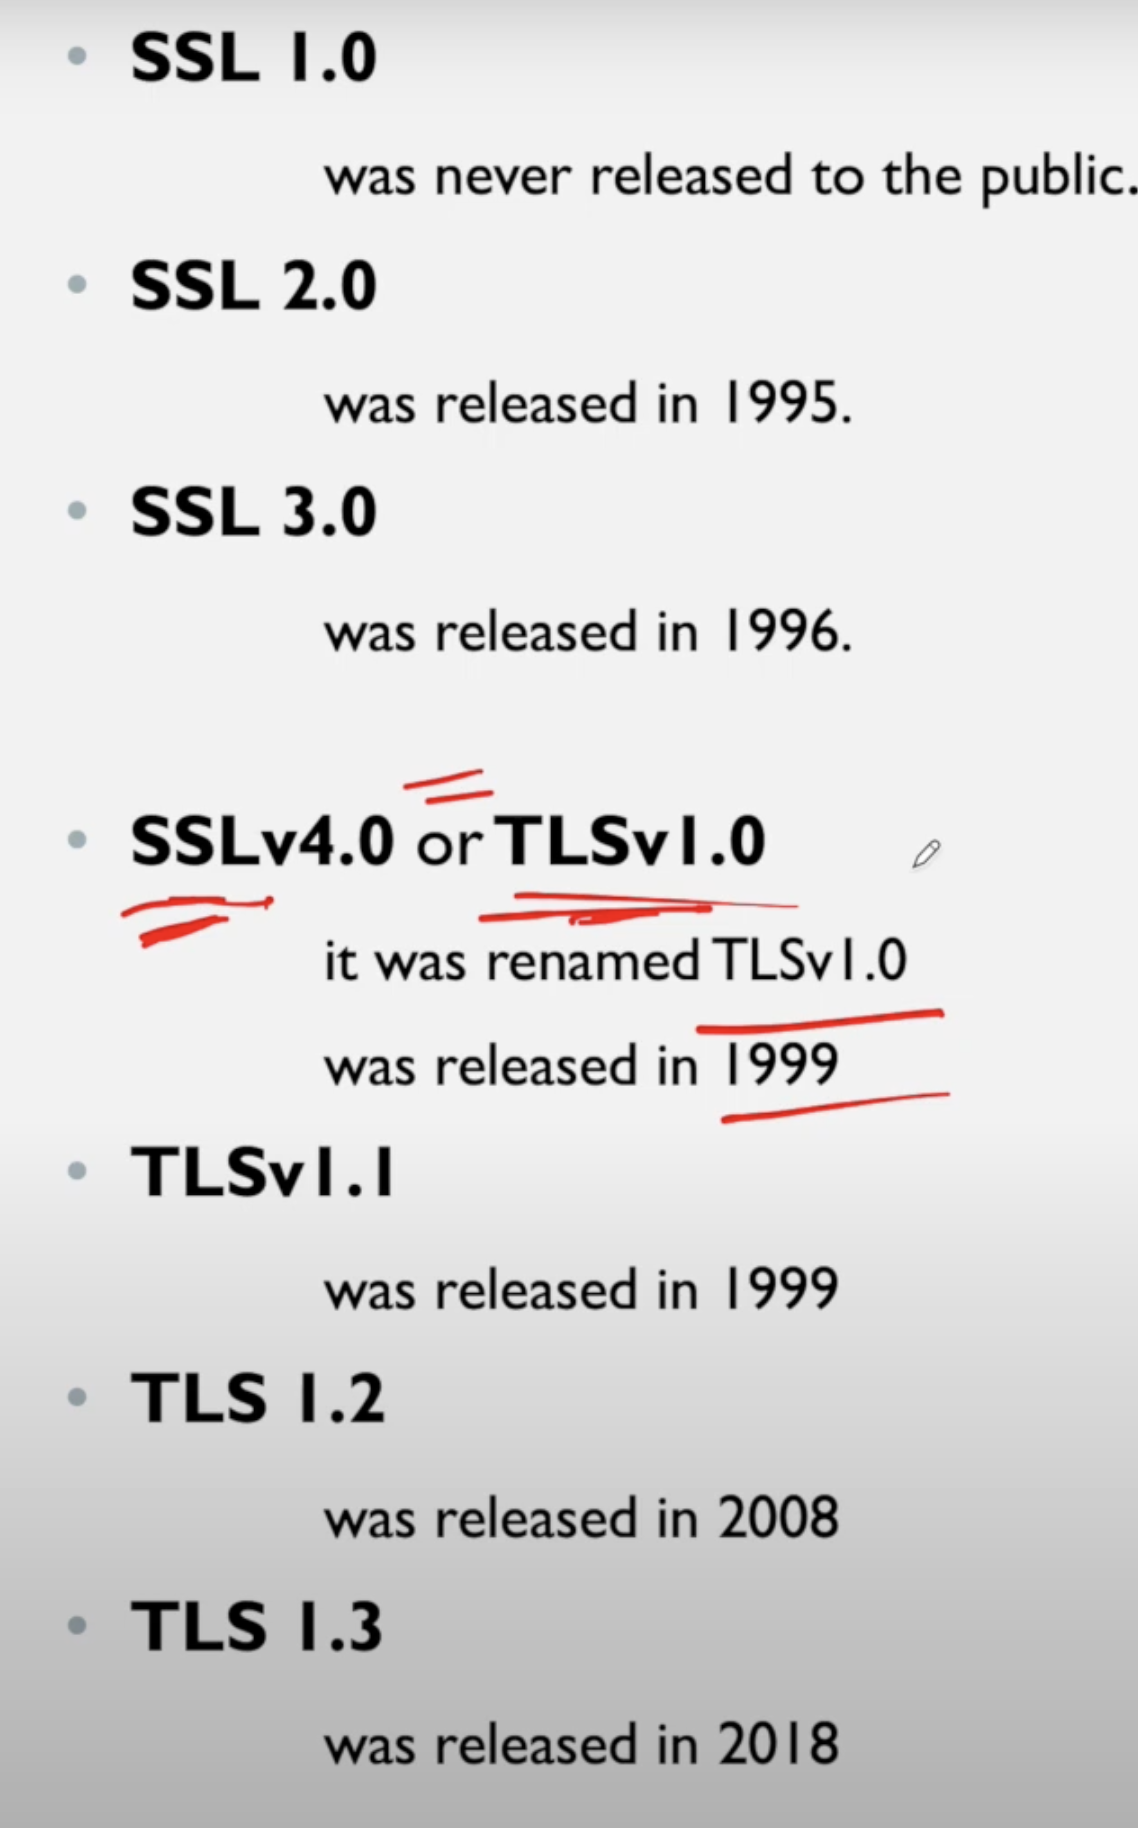 SSL 1.0
was never released to the public.
SSL 2.0
was released in 1995.
SSL 3.0
was released in 1996.
SSLv4.0 or TLSv1.0
it was renamed TLSv1.0
was released in 1999
TLSv1.1
was released in 1999
TLS 1.2
was released in 2008
TLS 1.3
was released in 2018